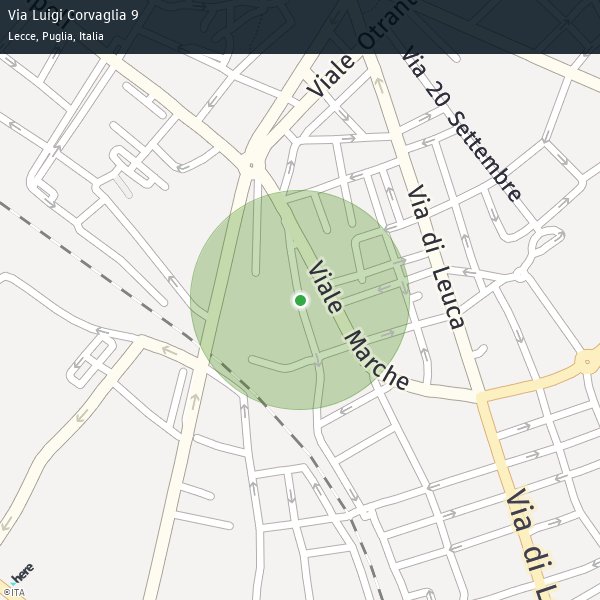 Via Luigi Corvaglia 9
Lecce, Puglia, Italia
Viale Otrant
Via 20 Settembre
Via di Leuca
Viale Marche
Via di L
here
©ITA